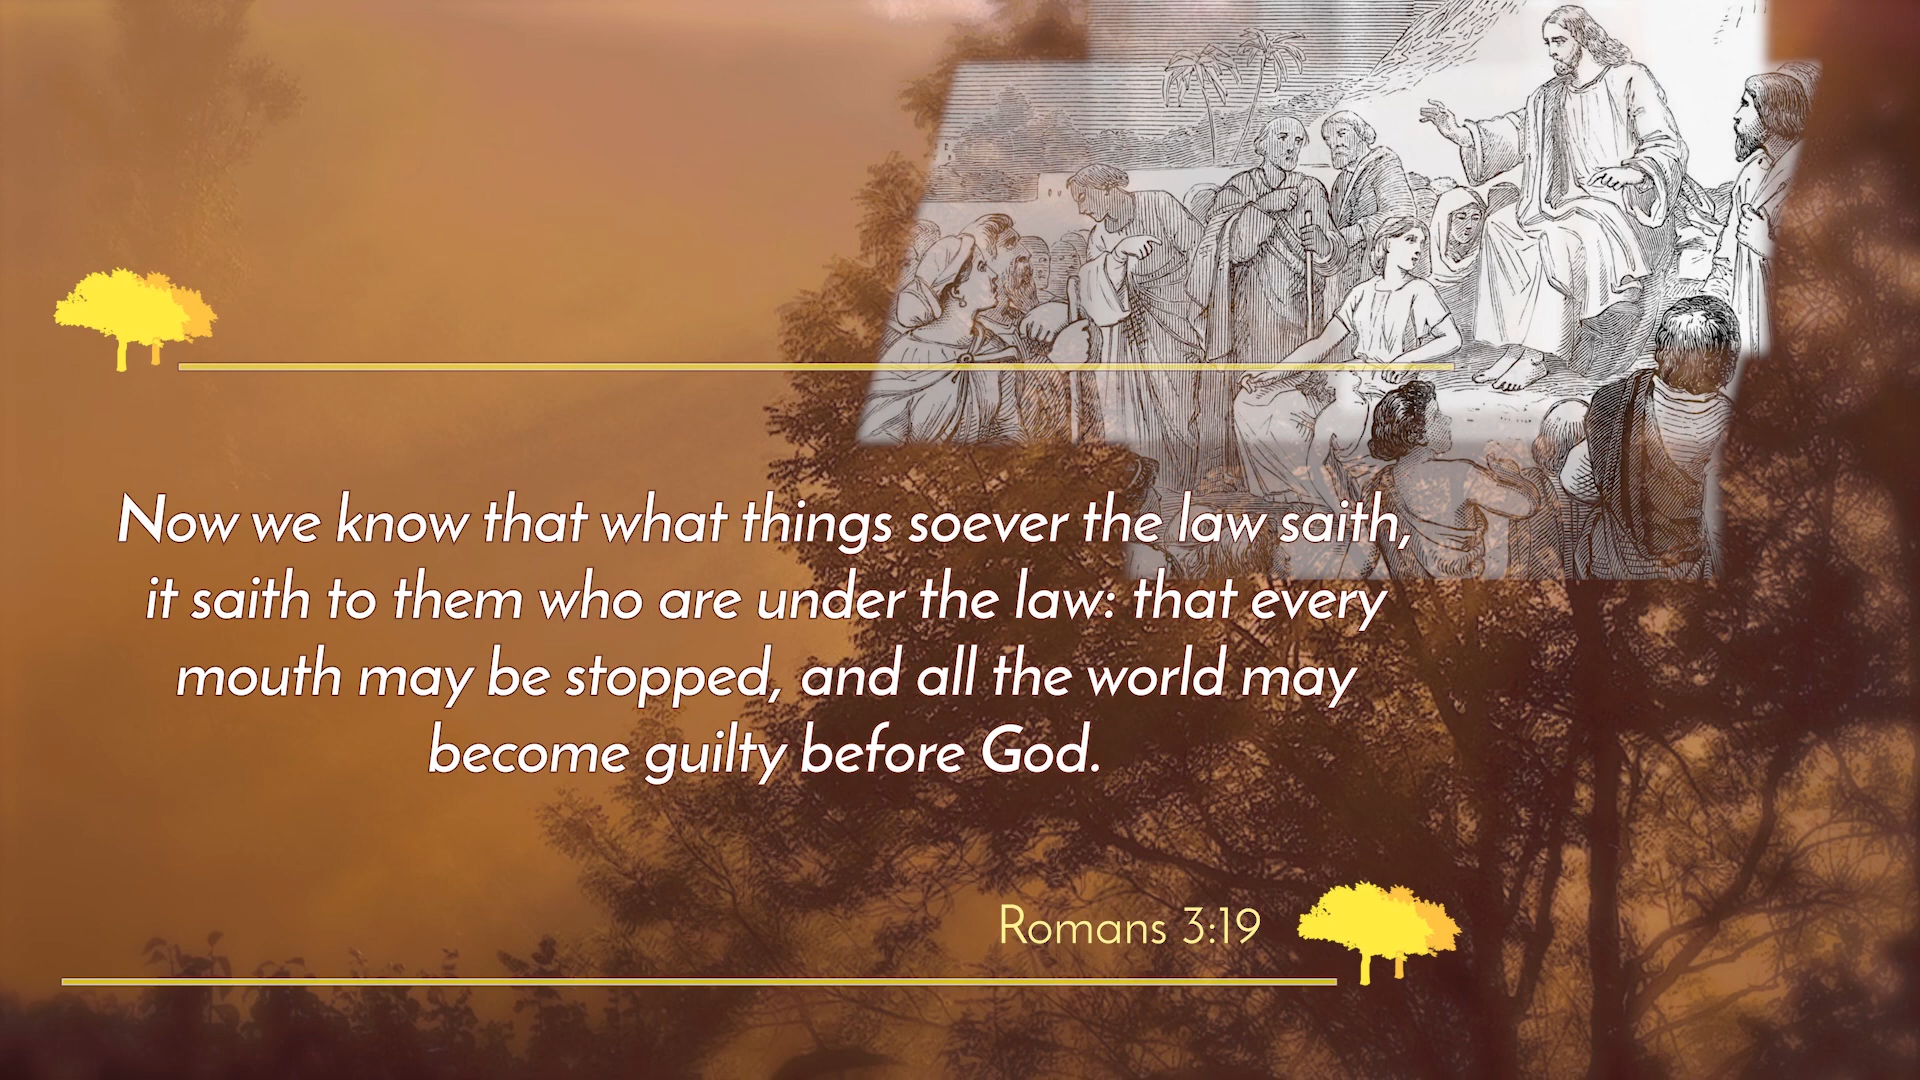 Now we know that what things soever the law saith,
it saith to them who are under the law: that every
mouth may be stopped, and all the world may
become guilty before God.
Romans 3:19